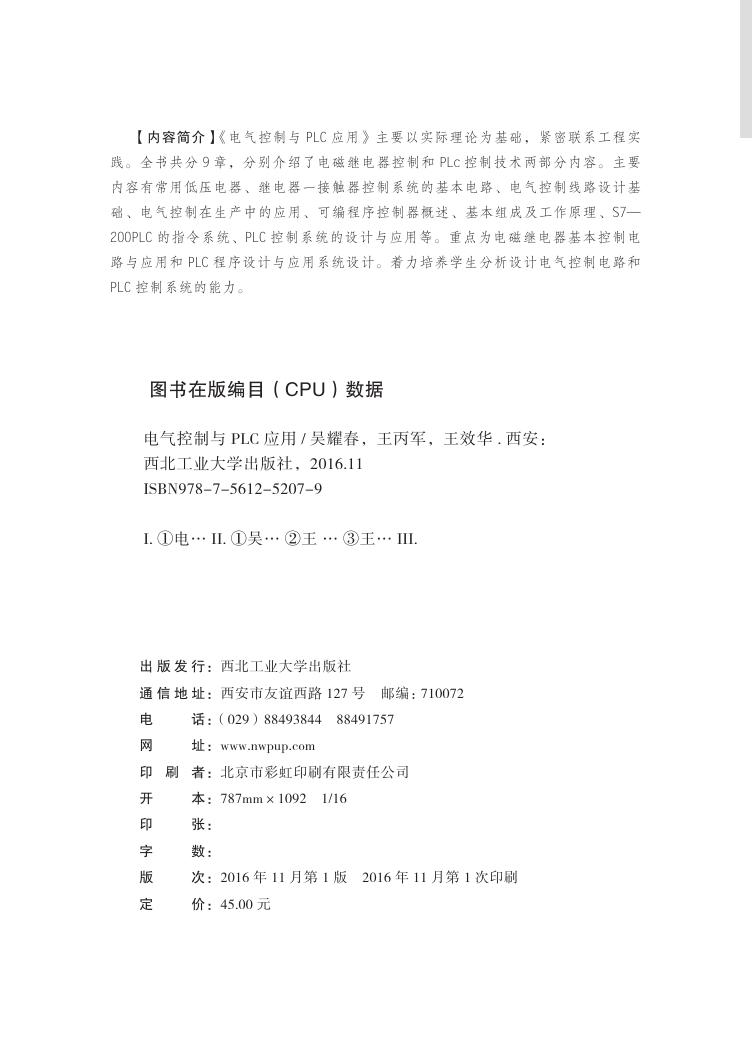 【内容简介】《电气控制与 PLC 应用》主要以实际理论为基础，紧密联系工程实
践。全书共分 9 章，分别介绍了电磁继电器控制和 PLc 控制技术两部分内容。主要
内容有常用低压电器、继电器—接触器控制系统的基本电路、电气控制线路设计基
础、电气控制在生产中的应用、可编程序控制器概述、基本组成及工作原理、S7—
200PLC 的指令系统、PLC 控制系统的设计与应用等。重点为电磁继电器基本控制电
路与应用和 PLC 程序设计与应用系统设计。着力培养学生分析设计电气控制电路和
PLC 控制系统的能力。
图书在版编目（CPU）数据
电气控制与 PLC 应用 / 吴耀春，王丙军，王效华 . 西安：
西北工业大学出版社，2016.11
ISBN978-7-5612-5207-9
I. ①电… II. ①吴… ②王 … ③王… III.
出版发行：西北工业大学出版社
通信地址：西安市友谊西路 127 号　邮编：710072
电　　话：（029）88493844　88491757
网　　址：www.nwpup.com
印 刷 者：北京市彩虹印刷有限责任公司
开　　本：787mm × 1092　1/16
印　　张：
字　　数：
版　　次：2016 年 11 月第 1 版　2016 年 11 月第 1 次印刷
定　　价：45.00 元